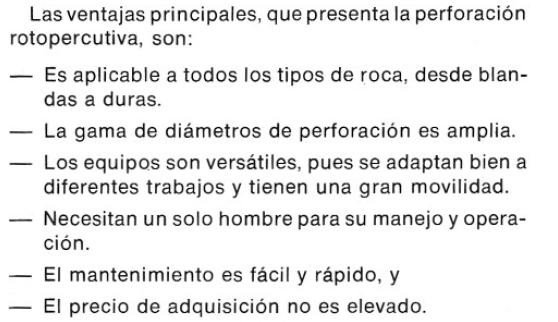 Las ventajas principales, que presenta la perforación
rotopercutiva, son:
— Es aplicable a todos los tipos de roca, desde blan-
das a duras.
— La gama de diámetros de perforación es amplia.
— Los equipos son versátiles, pues se adaptan bien a
diferentes trabajos y tienen una gran movilidad.
— Necesitan un solo hombre para su manejo y opera-
ción.
— El mantenimiento es fácil y rápido, y
— El precio de adquisición no es elevado.